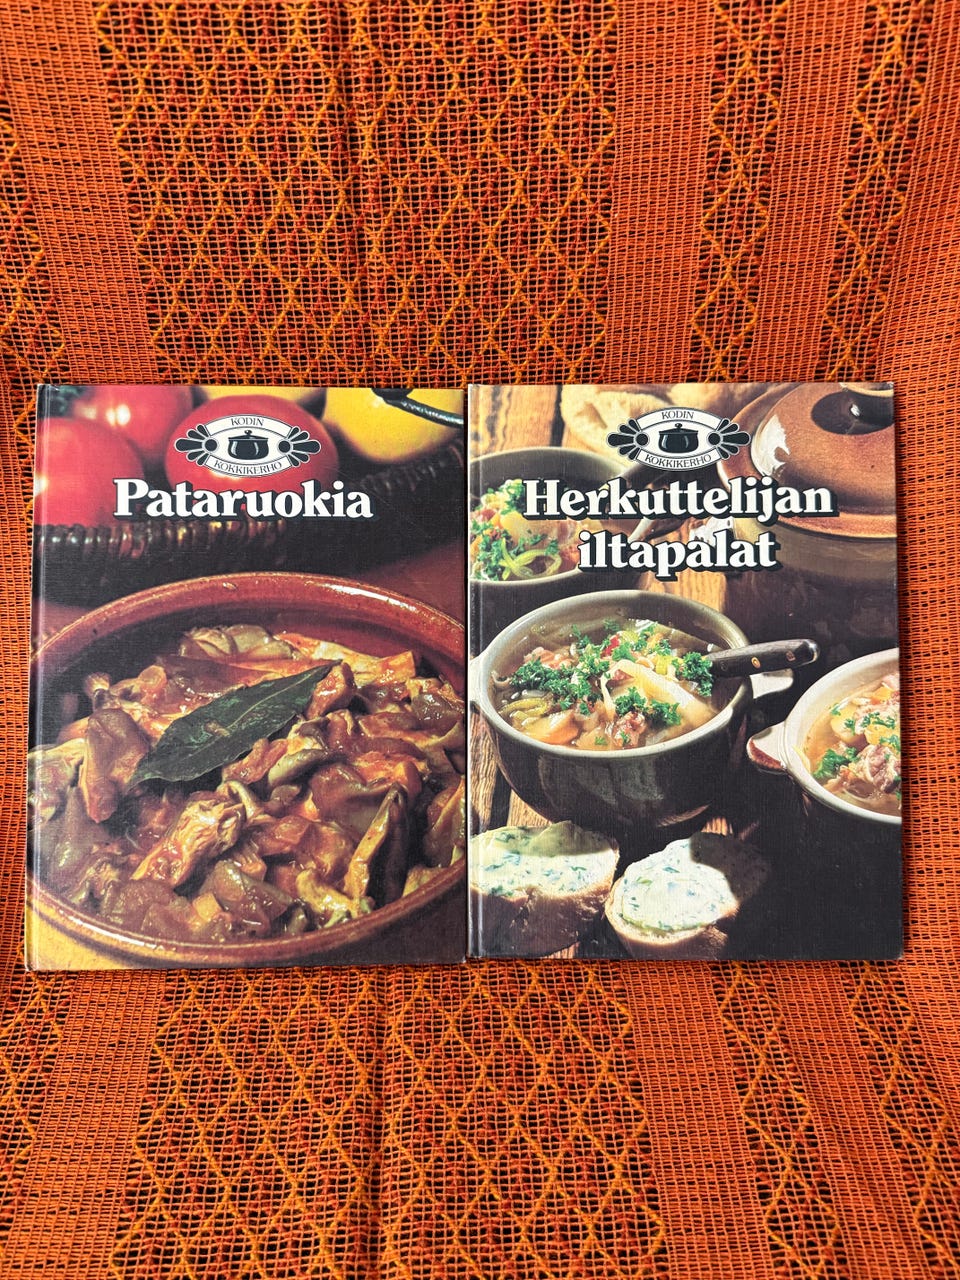 KODIN
KOKKIKERHO
Pataruokia
KODIN
KOKKIKERHO
Herkuttelijan
iltapalat